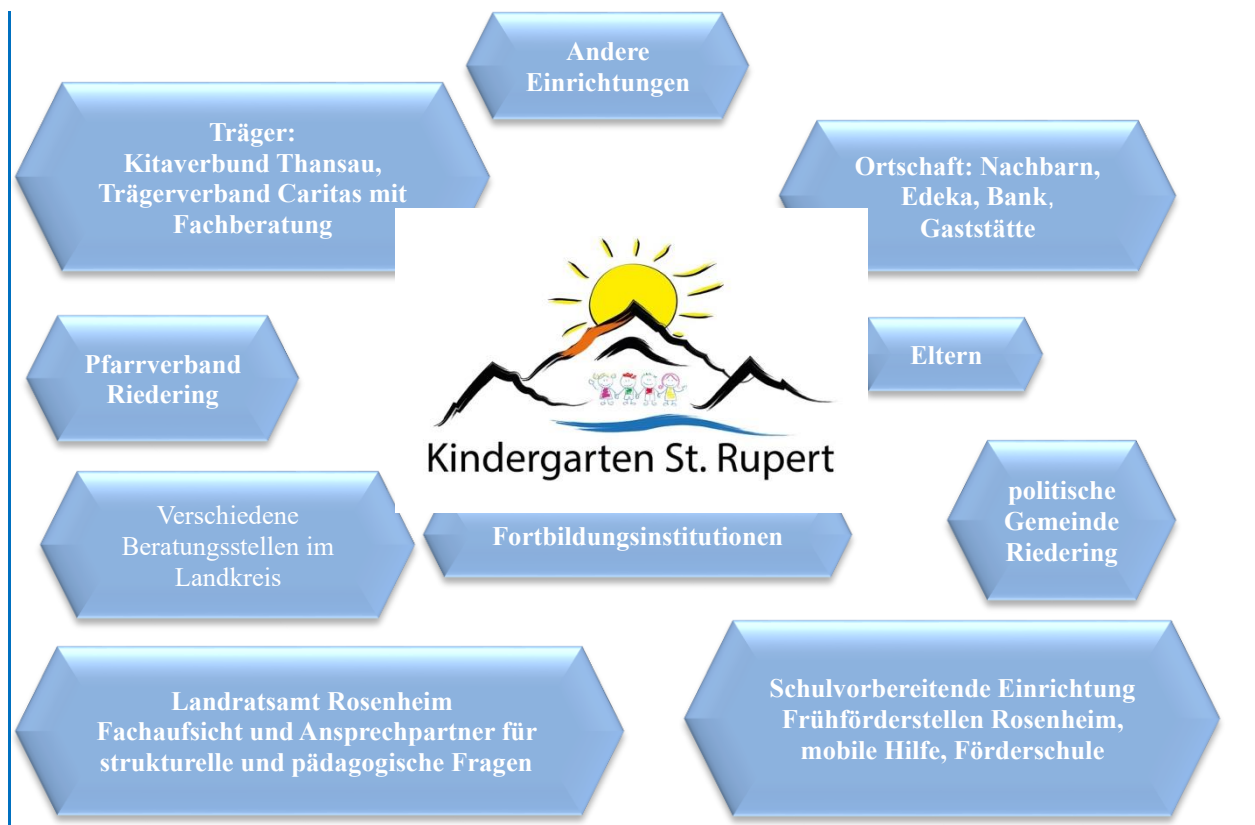 Andere
Einrichtungen
Träger:
Kitaverbund Thansau,
Trägerverband Caritas mit
Fachberatung
Ortschaft: Nachbarn,
Edeka, Bank,
Gaststätte
Pfarrverband
Riedering
Kindergarten St. Rupert
Eltern
Verschiedene
Beratungsstellen im
Landkreis
Fortbildungsinstitutionen
politische
Gemeinde
Riedering
Landratsamt Rosenheim
Fachaufsicht und Ansprechpartner für
strukturelle und pädagogische Fragen
Schulvorbereitende Einrichtung
Frühförderstellen Rosenheim,
mobile Hilfe, Förderschule